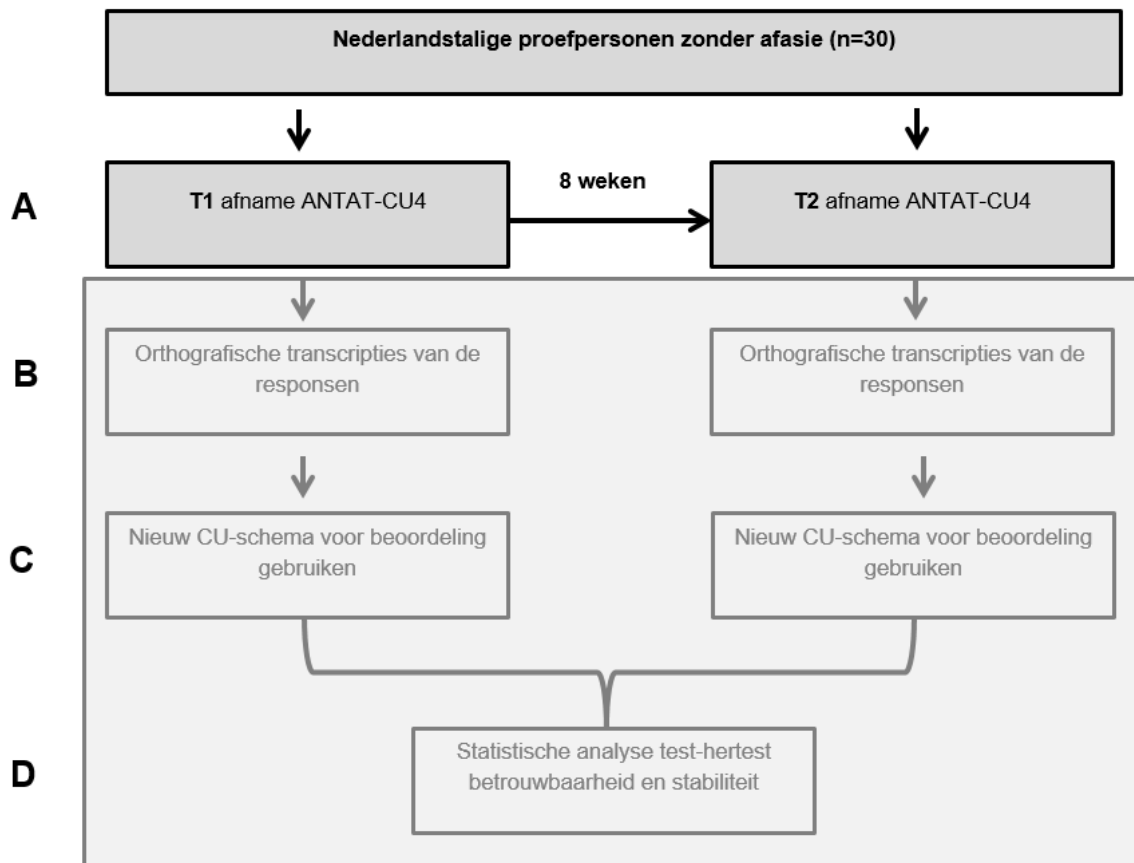 Nederlandstalige proefpersonen zonder afasie (n=30)
A
T1 afname ANTAT-CU4
8 weken
T2 afname ANTAT-CU4
B
Orthografische transcripties van de
responsen
Orthografische transcripties van de
responsen
C
Nieuw CU-schema voor beoordeling
gebruiken
Nieuw CU-schema voor beoordeling
gebruiken
D
Statistische analyse test-hertest
betrouwbaarheid en stabiliteit